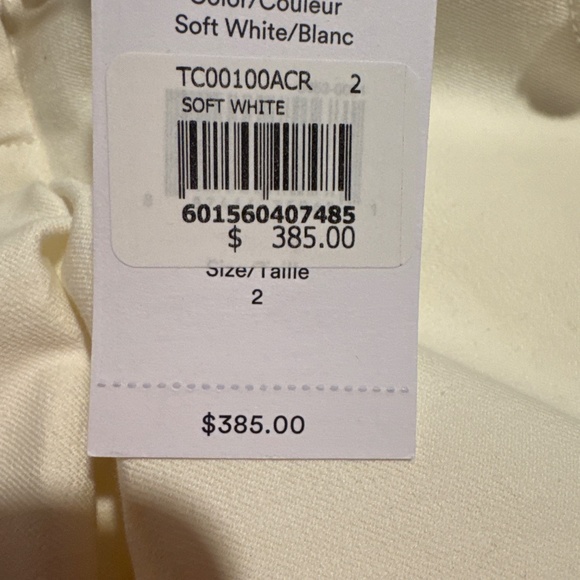 Color/Couleur
Soft White/Blanc
TC00100ACR 2
SOFT WHITE
601560407485
$ 385.00
Size/Taille
2
$385.00